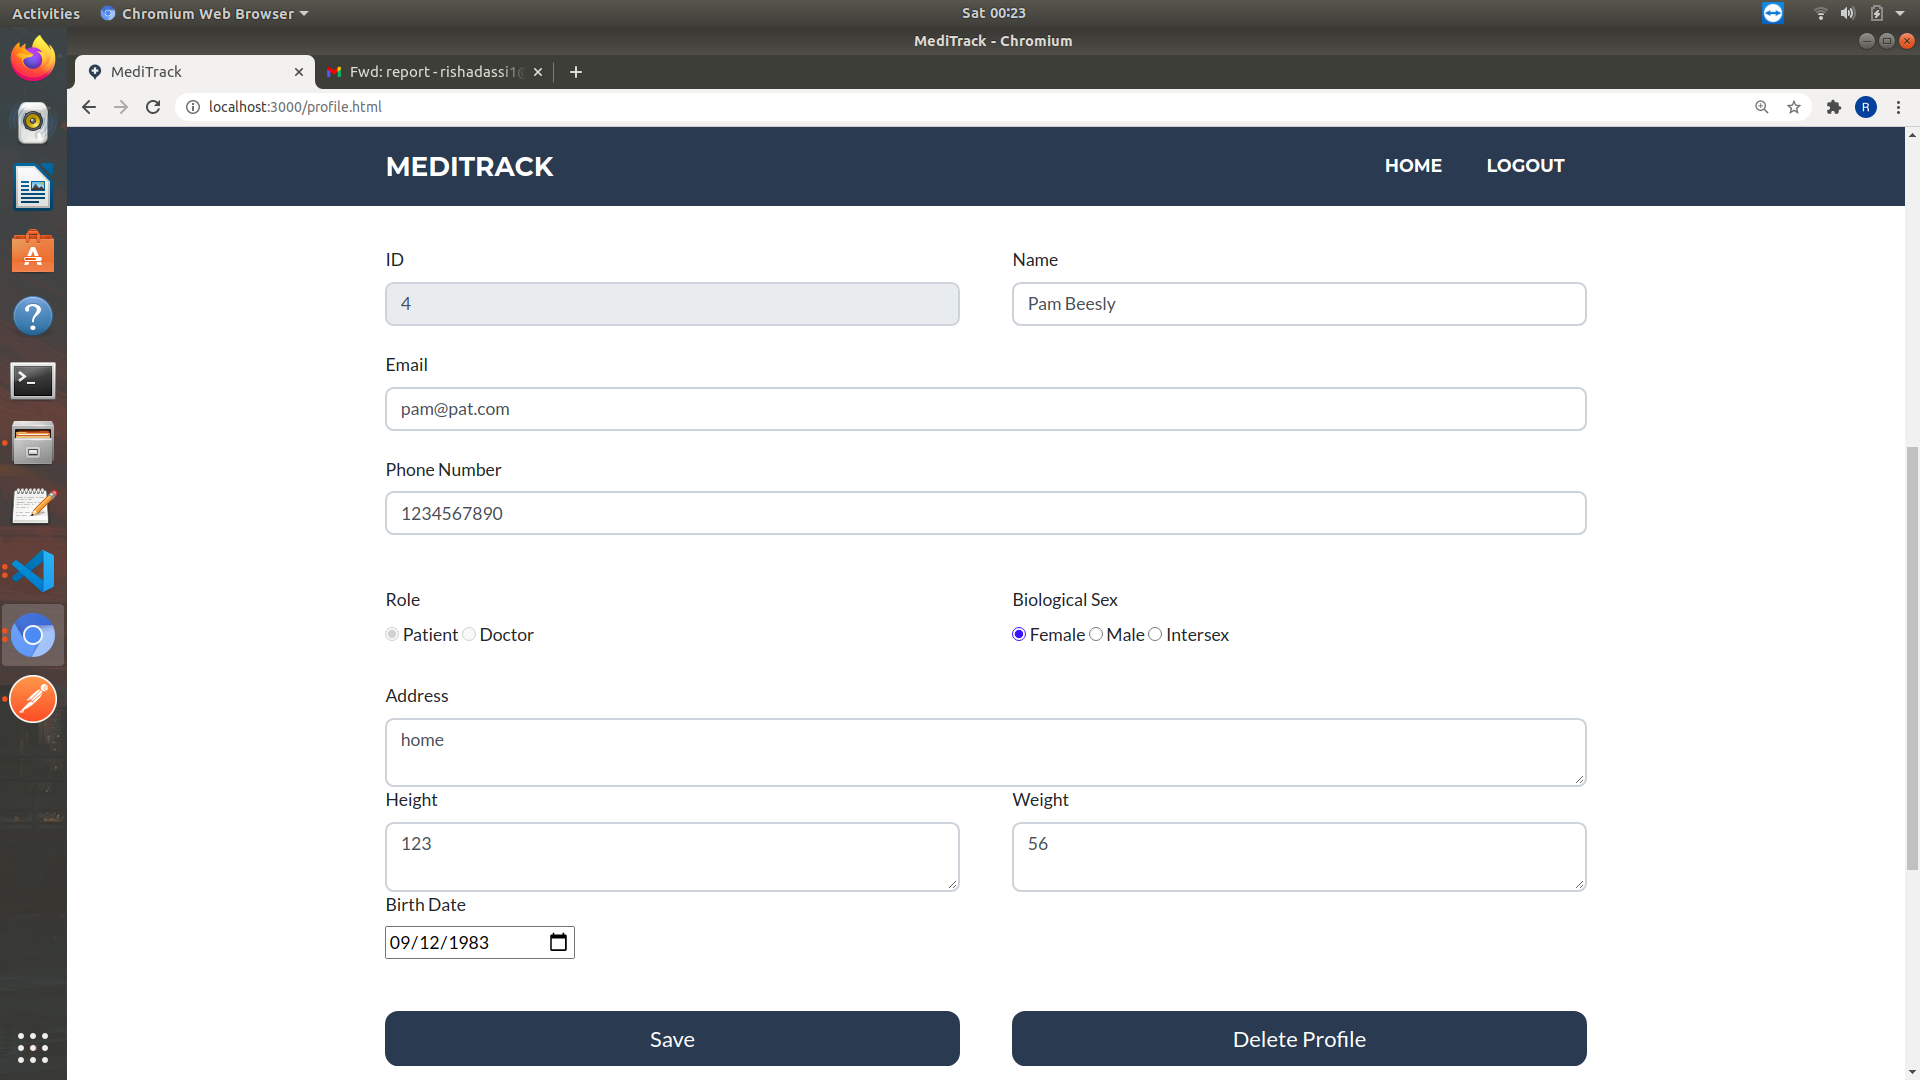 Activities Chromium Web Browser Sat 00:23
MediTrack - Chromium
MediTrack Fwd: report - rishadassi1
localhost:3000/profile.html R
MEDITRACK HOME LOGOUT
ID Name
4 Pam Beesly
Email
pam@pat.com
Phone Number
1234567890
Role Biological Sex
Patient Doctor Female Male Intersex
Address
home
Height Weight
123 56
Birth Date
09/12/1983
Save Delete Profile